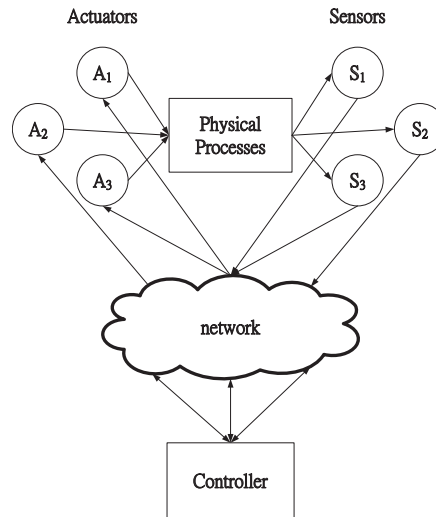 Actuators
Sensors
A₁
S₁
A₂
Physical
Processes
S₂
A₃
S₃
network
Controller